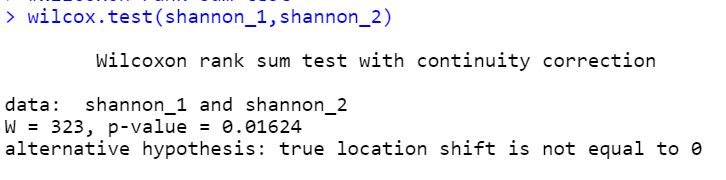 > wilcox.test(shannon_1,shannon_2)
Wilcoxon rank sum test with continuity correction
data:  shannon_1 and shannon_2
W = 323, p-value = 0.01624
alternative hypothesis: true location shift is not equal to 0